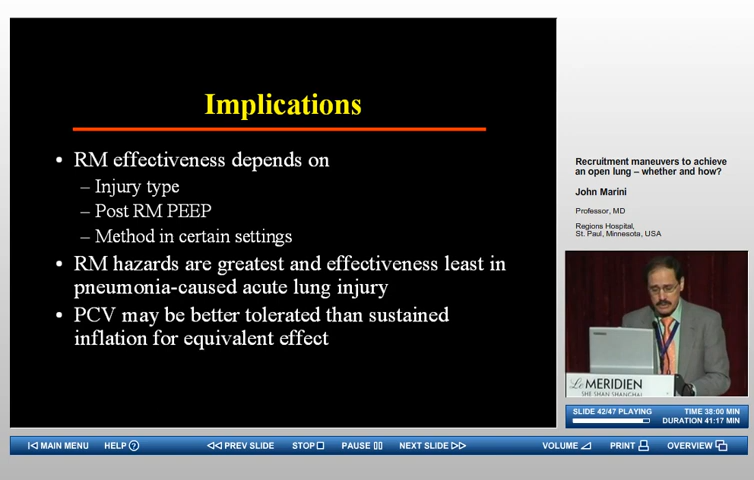 Implications
• RM effectiveness depends on
– Injury type
– Post RM PEEP
– Method in certain settings
• RM hazards are greatest and effectiveness least in
pneumonia-caused acute lung injury
• PCV may be better tolerated than sustained
inflation for equivalent effect
Recruitment maneuvers to achieve
an open lung – whether and how?
John Marini
Professor, MD
Regions Hospital,
St. Paul, Minnesota, USA
Le MERIDIEN
SHE SHAN SHANGHAI
SLIDE 42/47 PLAYING TIME 38:00 MIN
DURATION 41:17 MIN
MAIN MENU HELP ? PREV SLIDE STOP PAUSE NEXT SLIDE VOLUME PRINT OVERVIEW